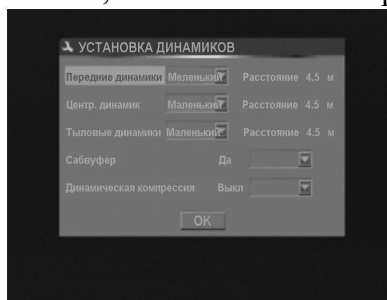 УСТАНОВКА ДИНАМИКОВ
Передние динамики Меленький Расстояние 4.5 м
Центр. динамик Маленький Расстояние 4.5 м
Тыловые динамики Маленький Расстояние 4.5 м
Сабвуфер Да
Динамическая компрессия Выкл
OK